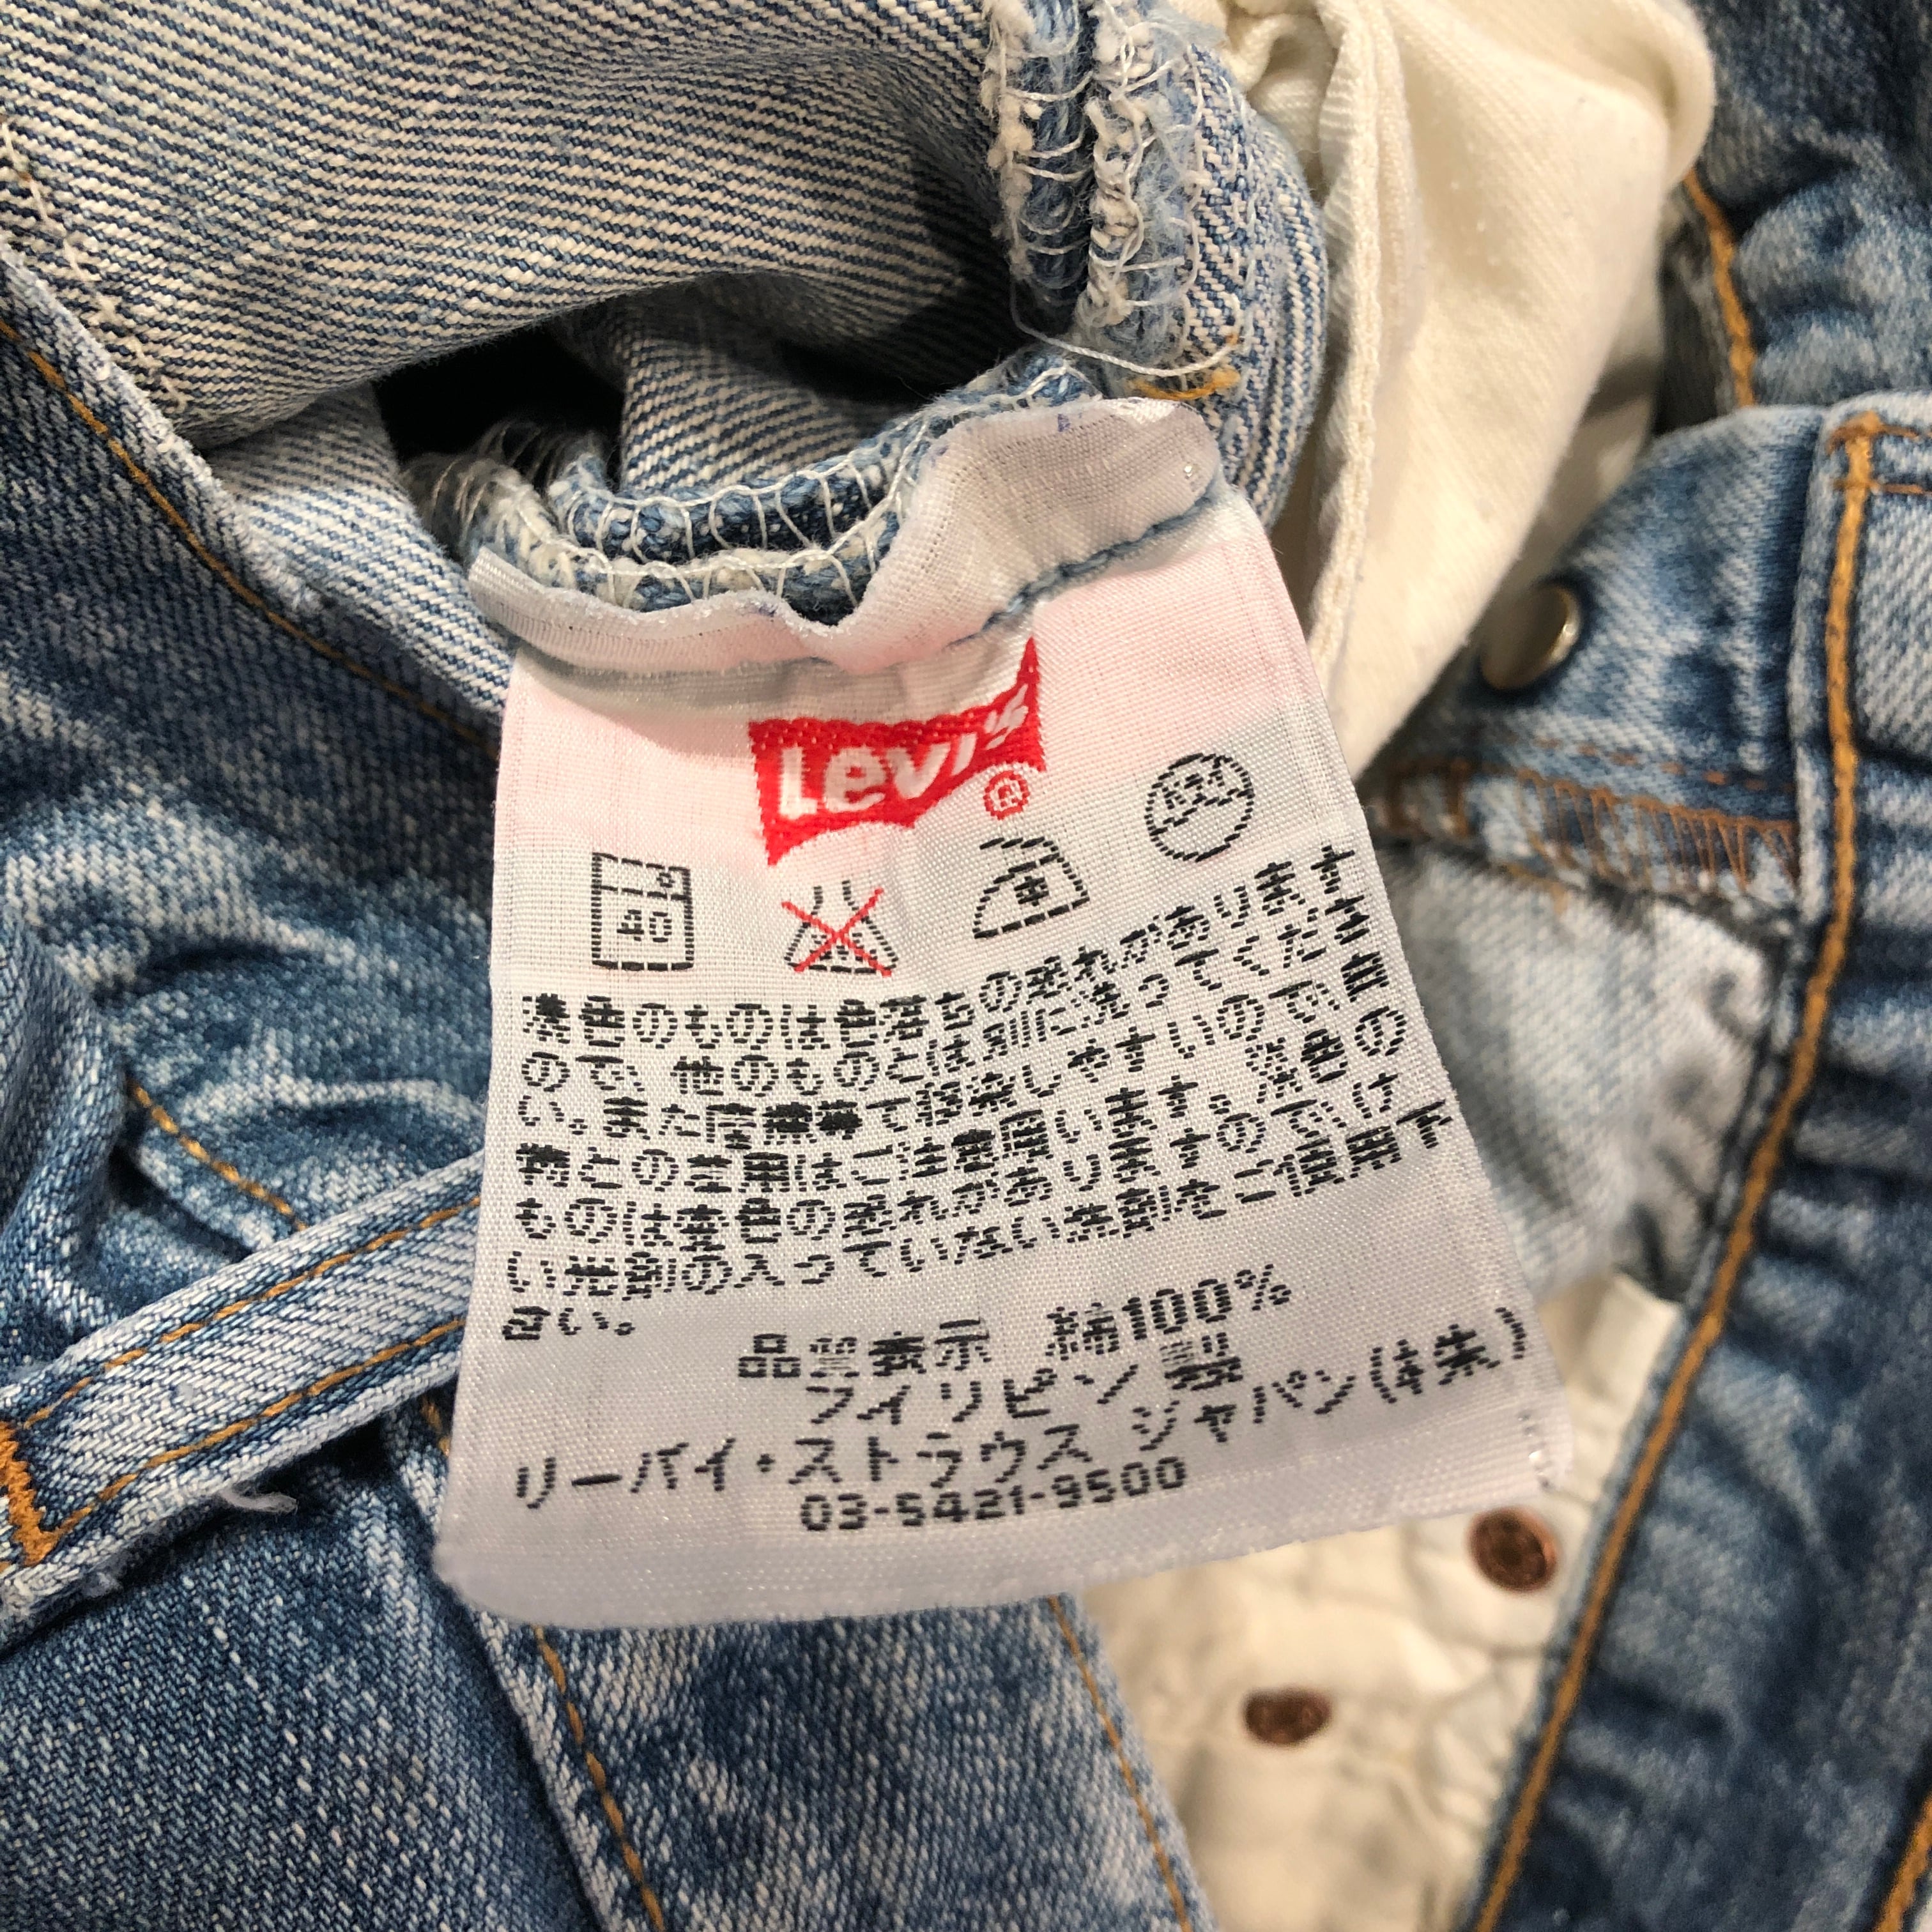 Levi's®
40
濃色のものは色落ちの恐れがあります
ので、他のものとは別に洗ってくださ
い。また摩擦等で移染しやすいので白
物との着用はご注意願います。淡色の
ものは変色の恐れがありますので、け
い光剤の入っていない洗剤をご使用下
さい。
品質表示 綿100%
フィリピン製
リーバイ・ストラウス ジャパン(株)
03-5421-9500